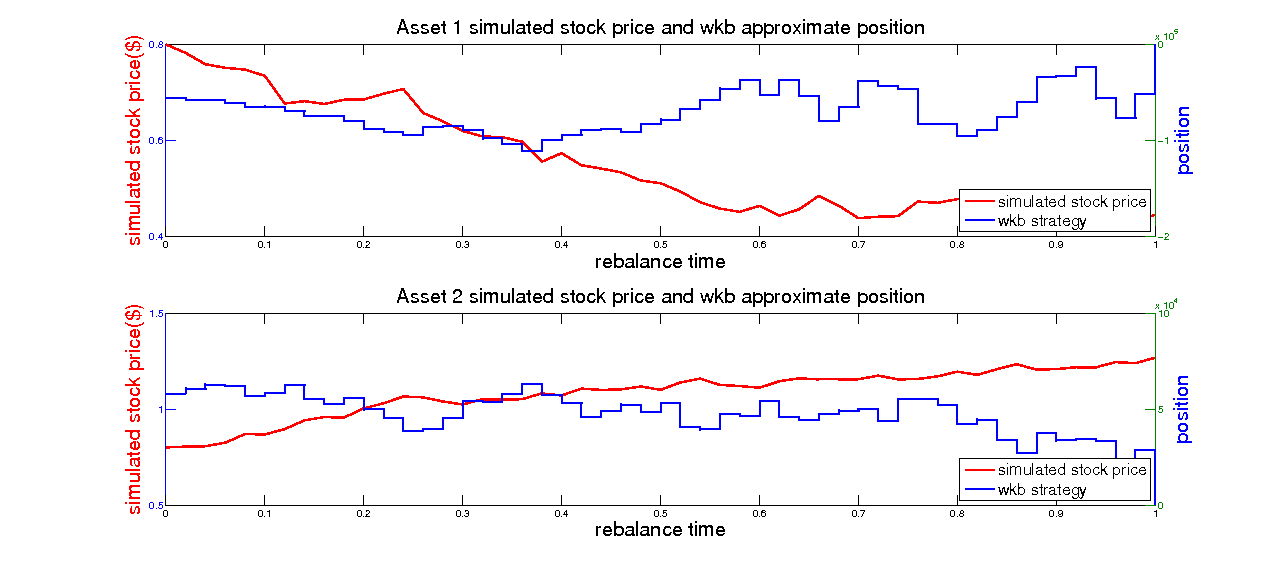 Asset 1 simulated stock price and wkb approximate position
x 10^5
0.8
0.6
0.4
0
-1
-2
simulated stock price($)
position
simulated stock price
wkb strategy
0 0.1 0.2 0.3 0.4 0.5 0.6 0.7 0.8 0.9 1
rebalance time
Asset 2 simulated stock price and wkb approximate position
x 10^4
1.5
1
0.5
10
5
0
simulated stock price($)
position
simulated stock price
wkb strategy
0 0.1 0.2 0.3 0.4 0.5 0.6 0.7 0.8 0.9 1
rebalance time